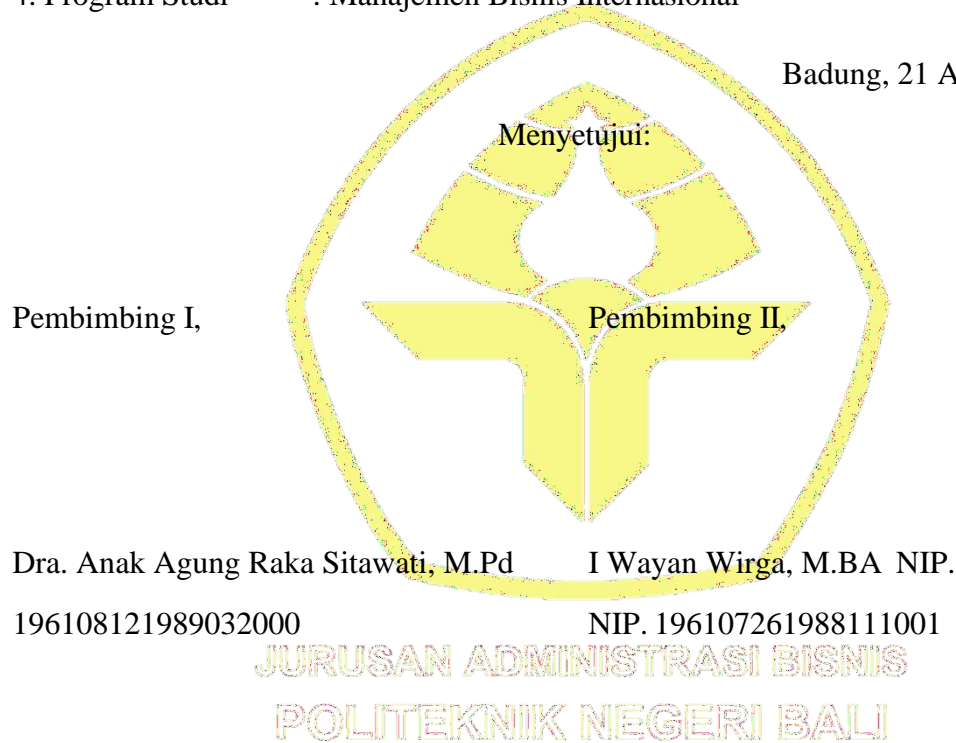 4. Program Studi : Manajemen Bisnis Internasional
Badung, 21 A
Menyetujui:
Pembimbing I, Pembimbing II,
Dra. Anak Agung Raka Sitawati, M.Pd I Wayan Wirga, M.BA NIP.
196108121989032000 NIP. 196107261988111001
JURUSAN ADMINISTRASI BISNIS
POLITEKNIK NEGERI BALI